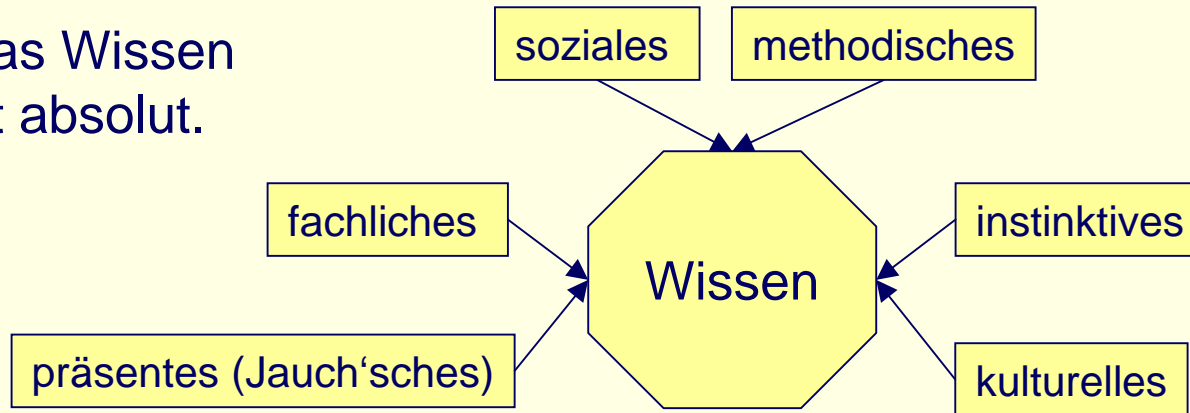 as Wissen
t absolut.
soziales
methodisches
fachliches
instinktives
Wissen
präsentes (Jauch‘sches)
kulturelles